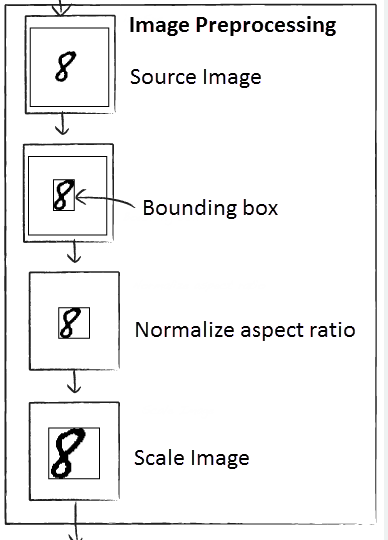 Image Preprocessing
8
Source Image
8
Bounding box
8
Normalize aspect ratio
8
Scale Image